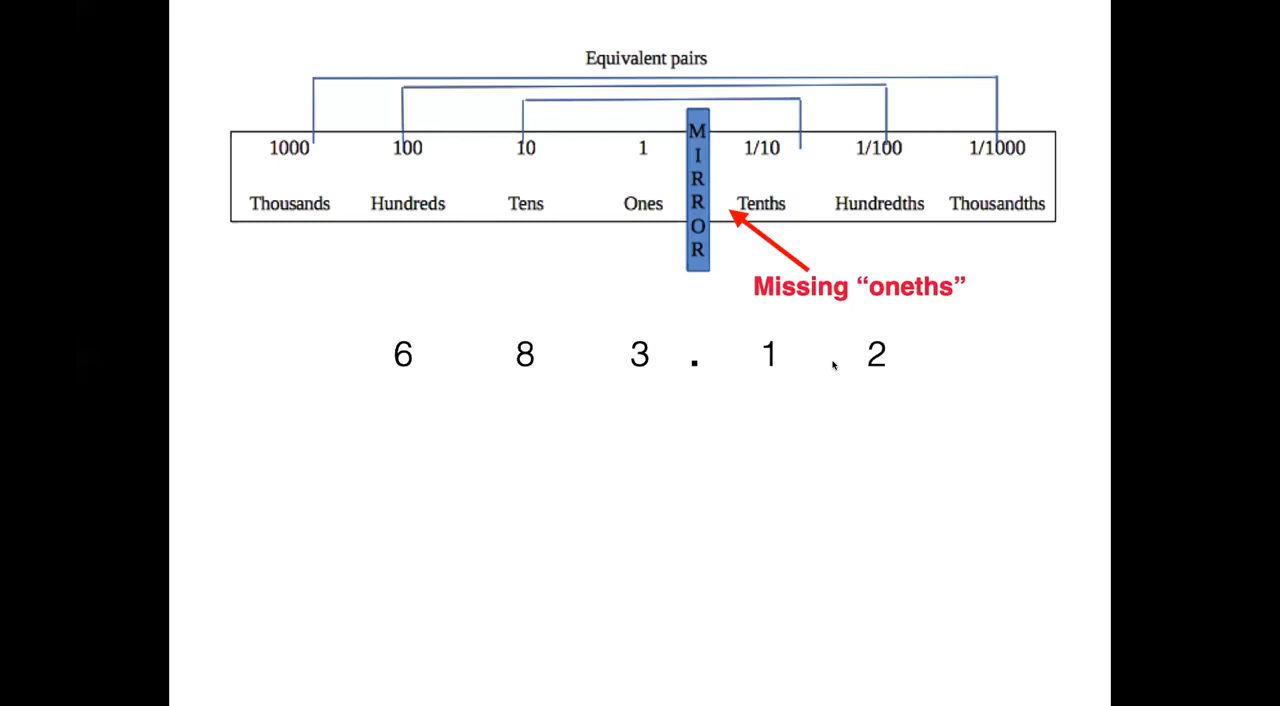 Equivalent pairs
1000 100 10 1 1/10 1/100 1/1000
MIRROR
Thousands Hundreds Tens Ones Tenths Hundredths Thousandths
Missing “oneths”
6 8 3 . 1 2